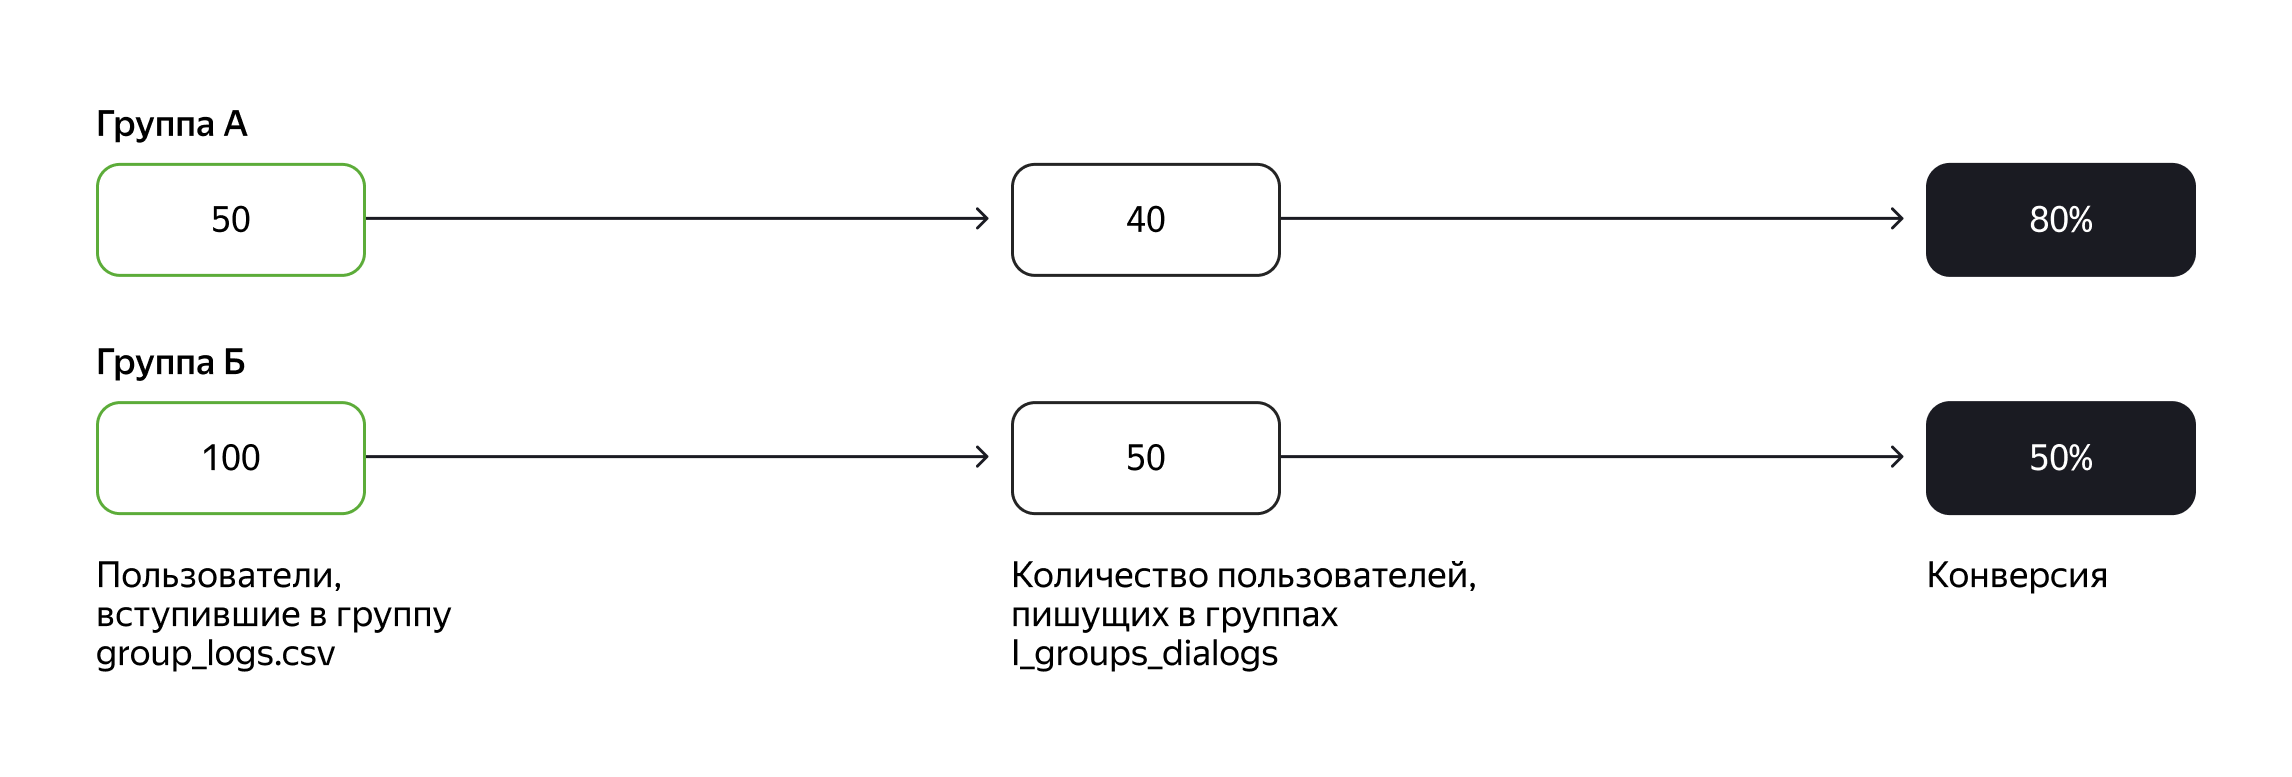 Группа А
50
40
80%
Группа Б
100
50
50%
Пользователи,
вступившие в группу
group_logs.csv
Количество пользователей,
пишущих в группах
l_groups_dialogs
Конверсия